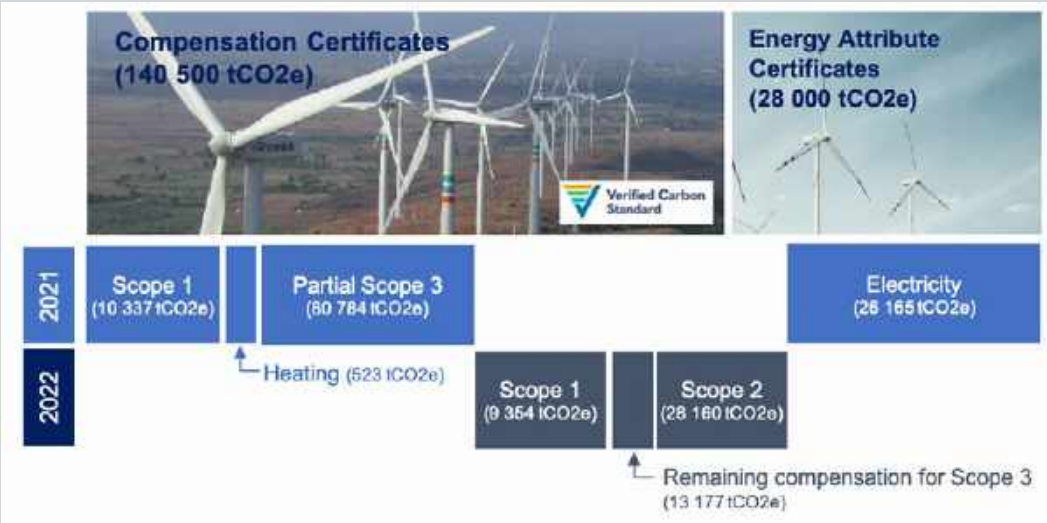 Compensation Certificates
(140 500 tCO2e)
Energy Attribute
Certificates
(28 000 tCO2e)
Verified Carbon
Standard
2021
Scope 1
(10 337 tCO2e)
Partial Scope 3
(80 784 tCO2e)
Electricity
(26 165 tCO2e)
Heating (523 tCO2e)
2022
Scope 1
(9 354 tCO2e)
Scope 2
(28 160 tCO2e)
Remaining compensation for Scope 3
(13 177 tCO2e)